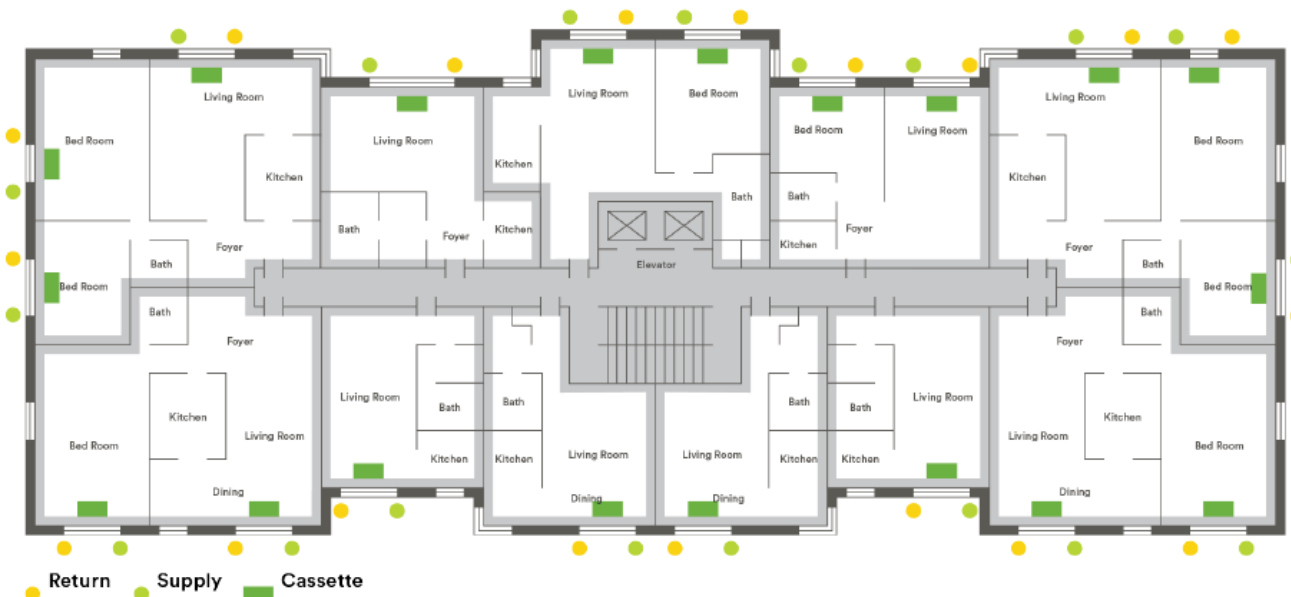 Living Room
Bed Room
Kitchen
Foyer
Bath
Bed Room
Bath
Foyer
Kitchen
Bed Room
Living Room
Dining
Living Room
Bath
Foyer
Kitchen
Living Room
Bed Room
Kitchen
Bath
Elevator
Bed Room
Living Room
Bath
Foyer
Kitchen
Living Room
Bed Room
Kitchen
Foyer
Bath
Bed Room
Bath
Foyer
Kitchen
Living Room
Bed Room
Dining
Living Room
Bath
Kitchen
Bath
Kitchen
Living Room
Dining
Living Room
Dining
Bath
Kitchen
Bath
Kitchen
Living Room
Return Supply Cassette